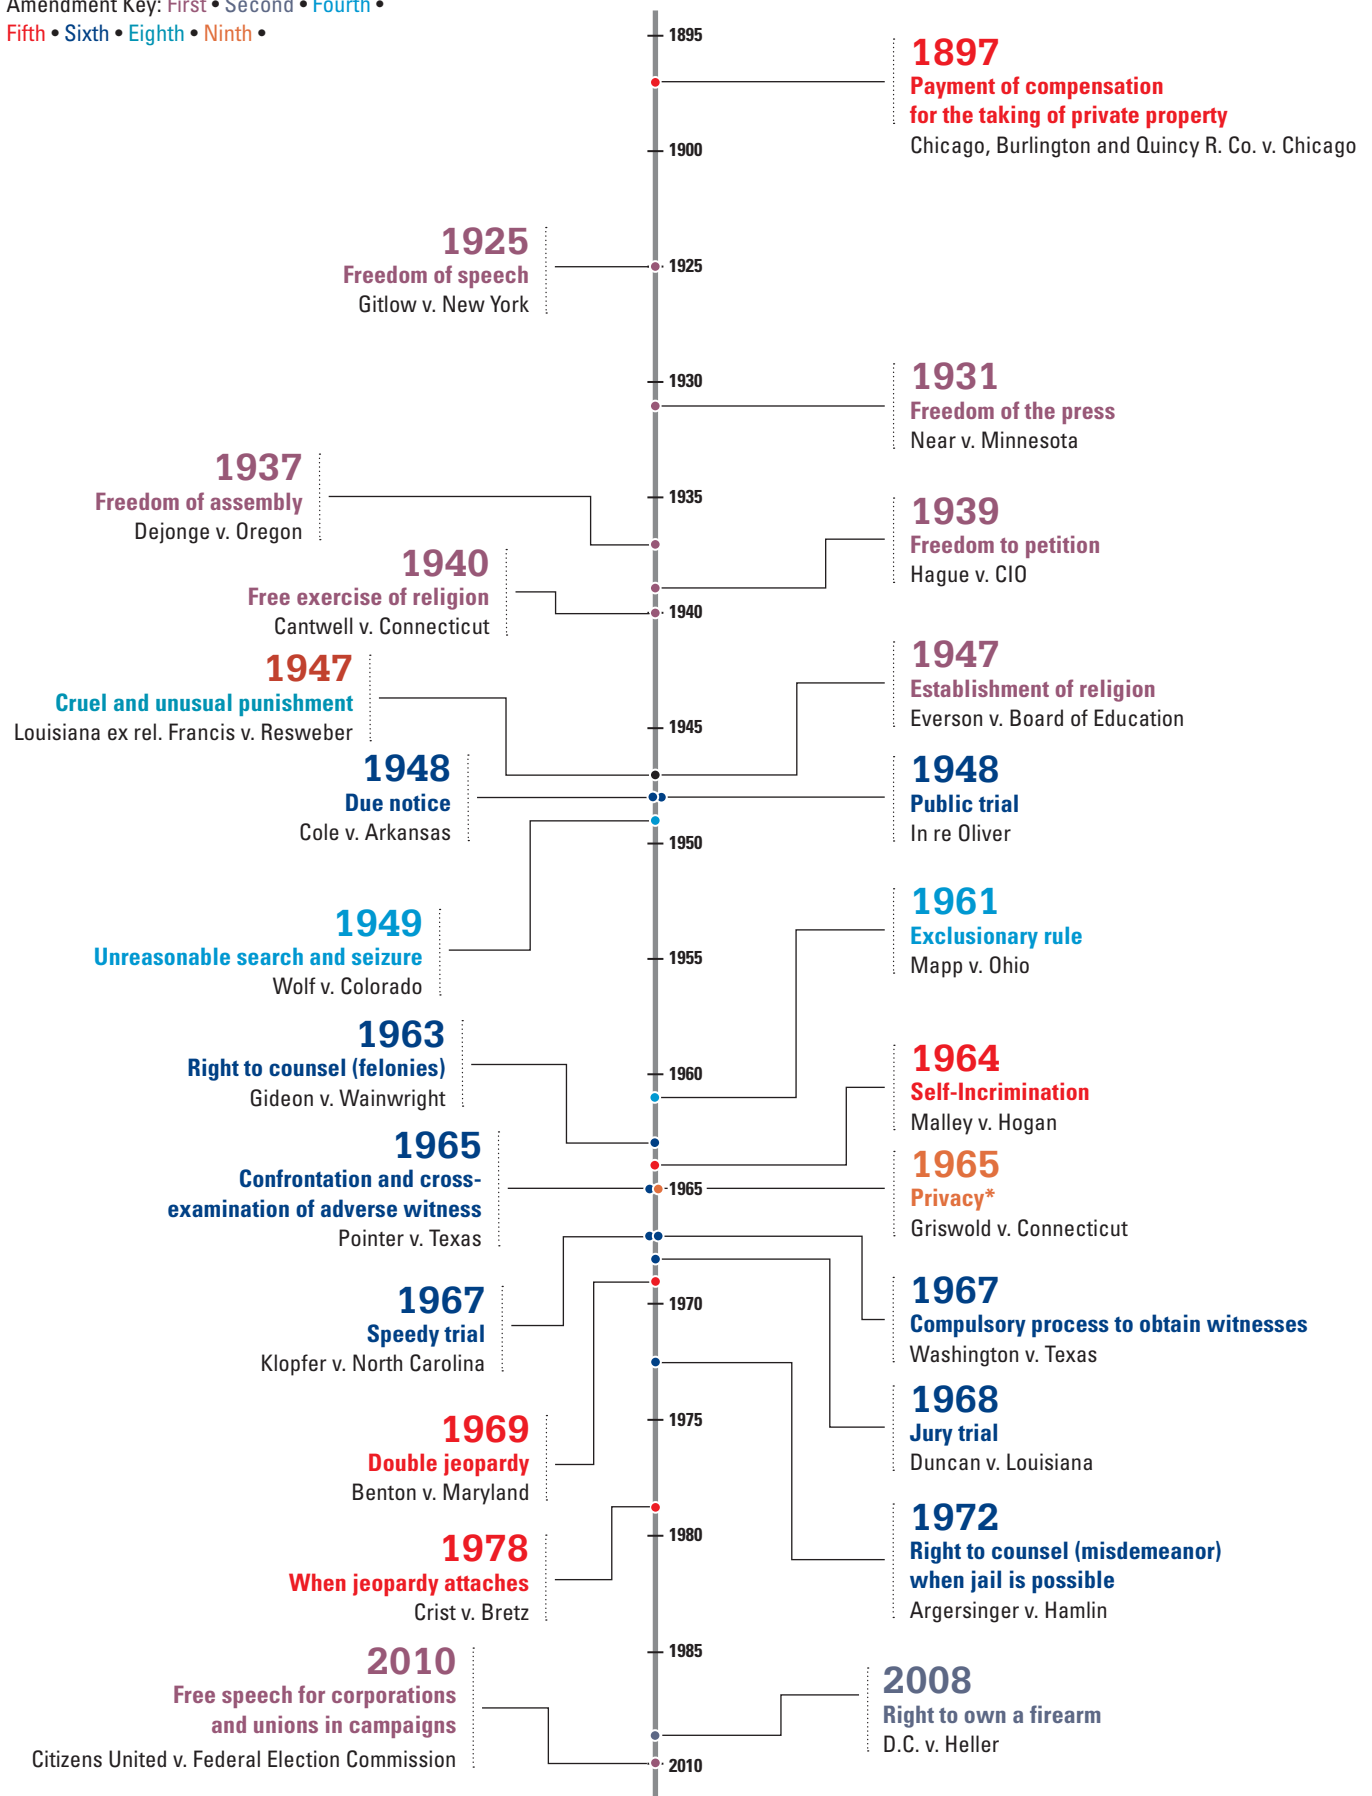 Amendment Key: First • Second • Fourth •
Fifth • Sixth • Eighth • Ninth •
1895
1897
Payment of compensation
for the taking of private property
Chicago, Burlington and Quincy R. Co. v. Chicago
1900
1925
Freedom of speech
Gitlow v. New York
1925
1930
1931
Freedom of the press
Near v. Minnesota
1937
Freedom of assembly
Dejonge v. Oregon
1935
1939
Freedom to petition
Hague v. CIO
1940
Free exercise of religion
Cantwell v. Connecticut
1940
1947
Cruel and unusual punishment
Louisiana ex rel. Francis v. Resweber
1947
Establishment of religion
Everson v. Board of Education
1945
1948
Due notice
Cole v. Arkansas
1948
Public trial
In re Oliver
1950
1949
Unreasonable search and seizure
Wolf v. Colorado
1961
Exclusionary rule
Mapp v. Ohio
1955
1963
Right to counsel (felonies)
Gideon v. Wainwright
1960
1964
Self-Incrimination
Malley v. Hogan
1965
Confrontation and cross-
examination of adverse witness
Pointer v. Texas
1965
1965
Privacy*
Griswold v. Connecticut
1967
Speedy trial
Klopfer v. North Carolina
1970
1967
Compulsory process to obtain witnesses
Washington v. Texas
1968
Jury trial
Duncan v. Louisiana
1969
Double jeopardy
Benton v. Maryland
1975
1972
Right to counsel (misdemeanor)
when jail is possible
Argersinger v. Hamlin
1978
When jeopardy attaches
Crist v. Bretz
1980
1985
2010
Free speech for corporations
and unions in campaigns
Citizens United v. Federal Election Commission
2008
Right to own a firearm
D.C. v. Heller
2010